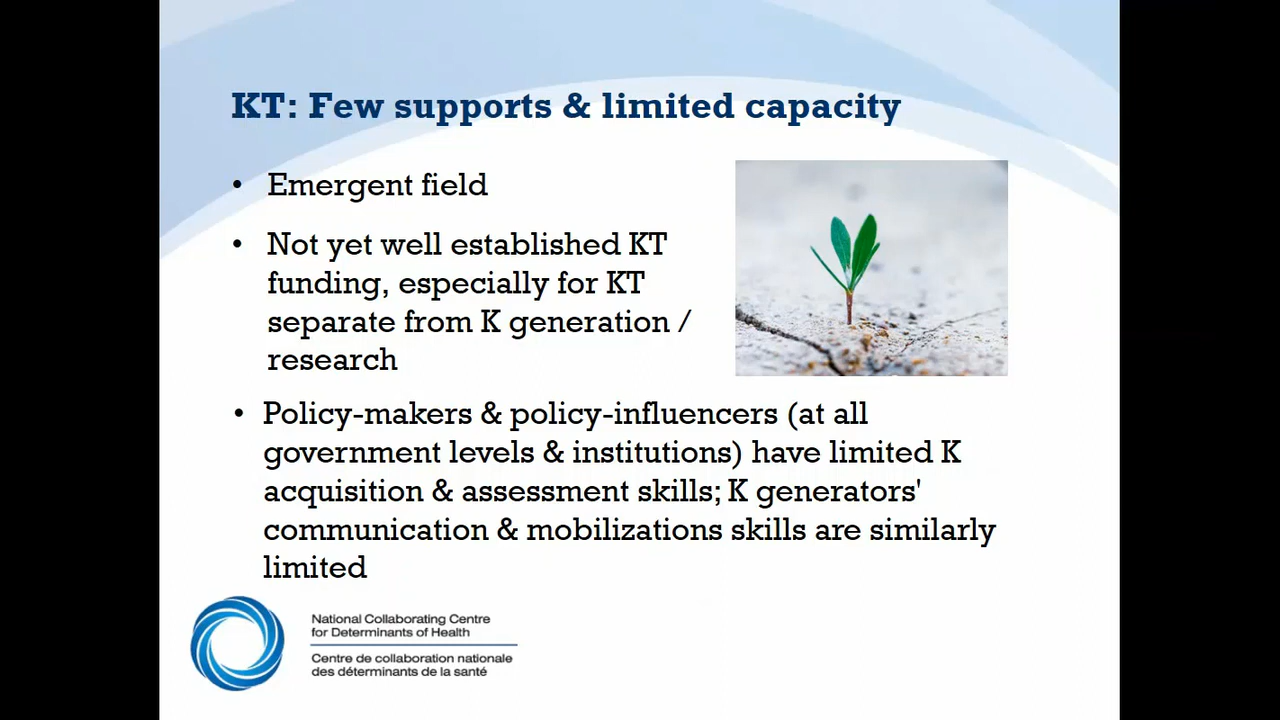 KT: Few supports & limited capacity
• Emergent field
• Not yet well established KT
funding, especially for KT
separate from K generation /
research
• Policy-makers & policy-influencers (at all
government levels & institutions) have limited K
acquisition & assessment skills; K generators'
communication & mobilizations skills are similarly
limited
National Collaborating Centre
for Determinants of Health
Centre de collaboration nationale
des déterminants de la santé